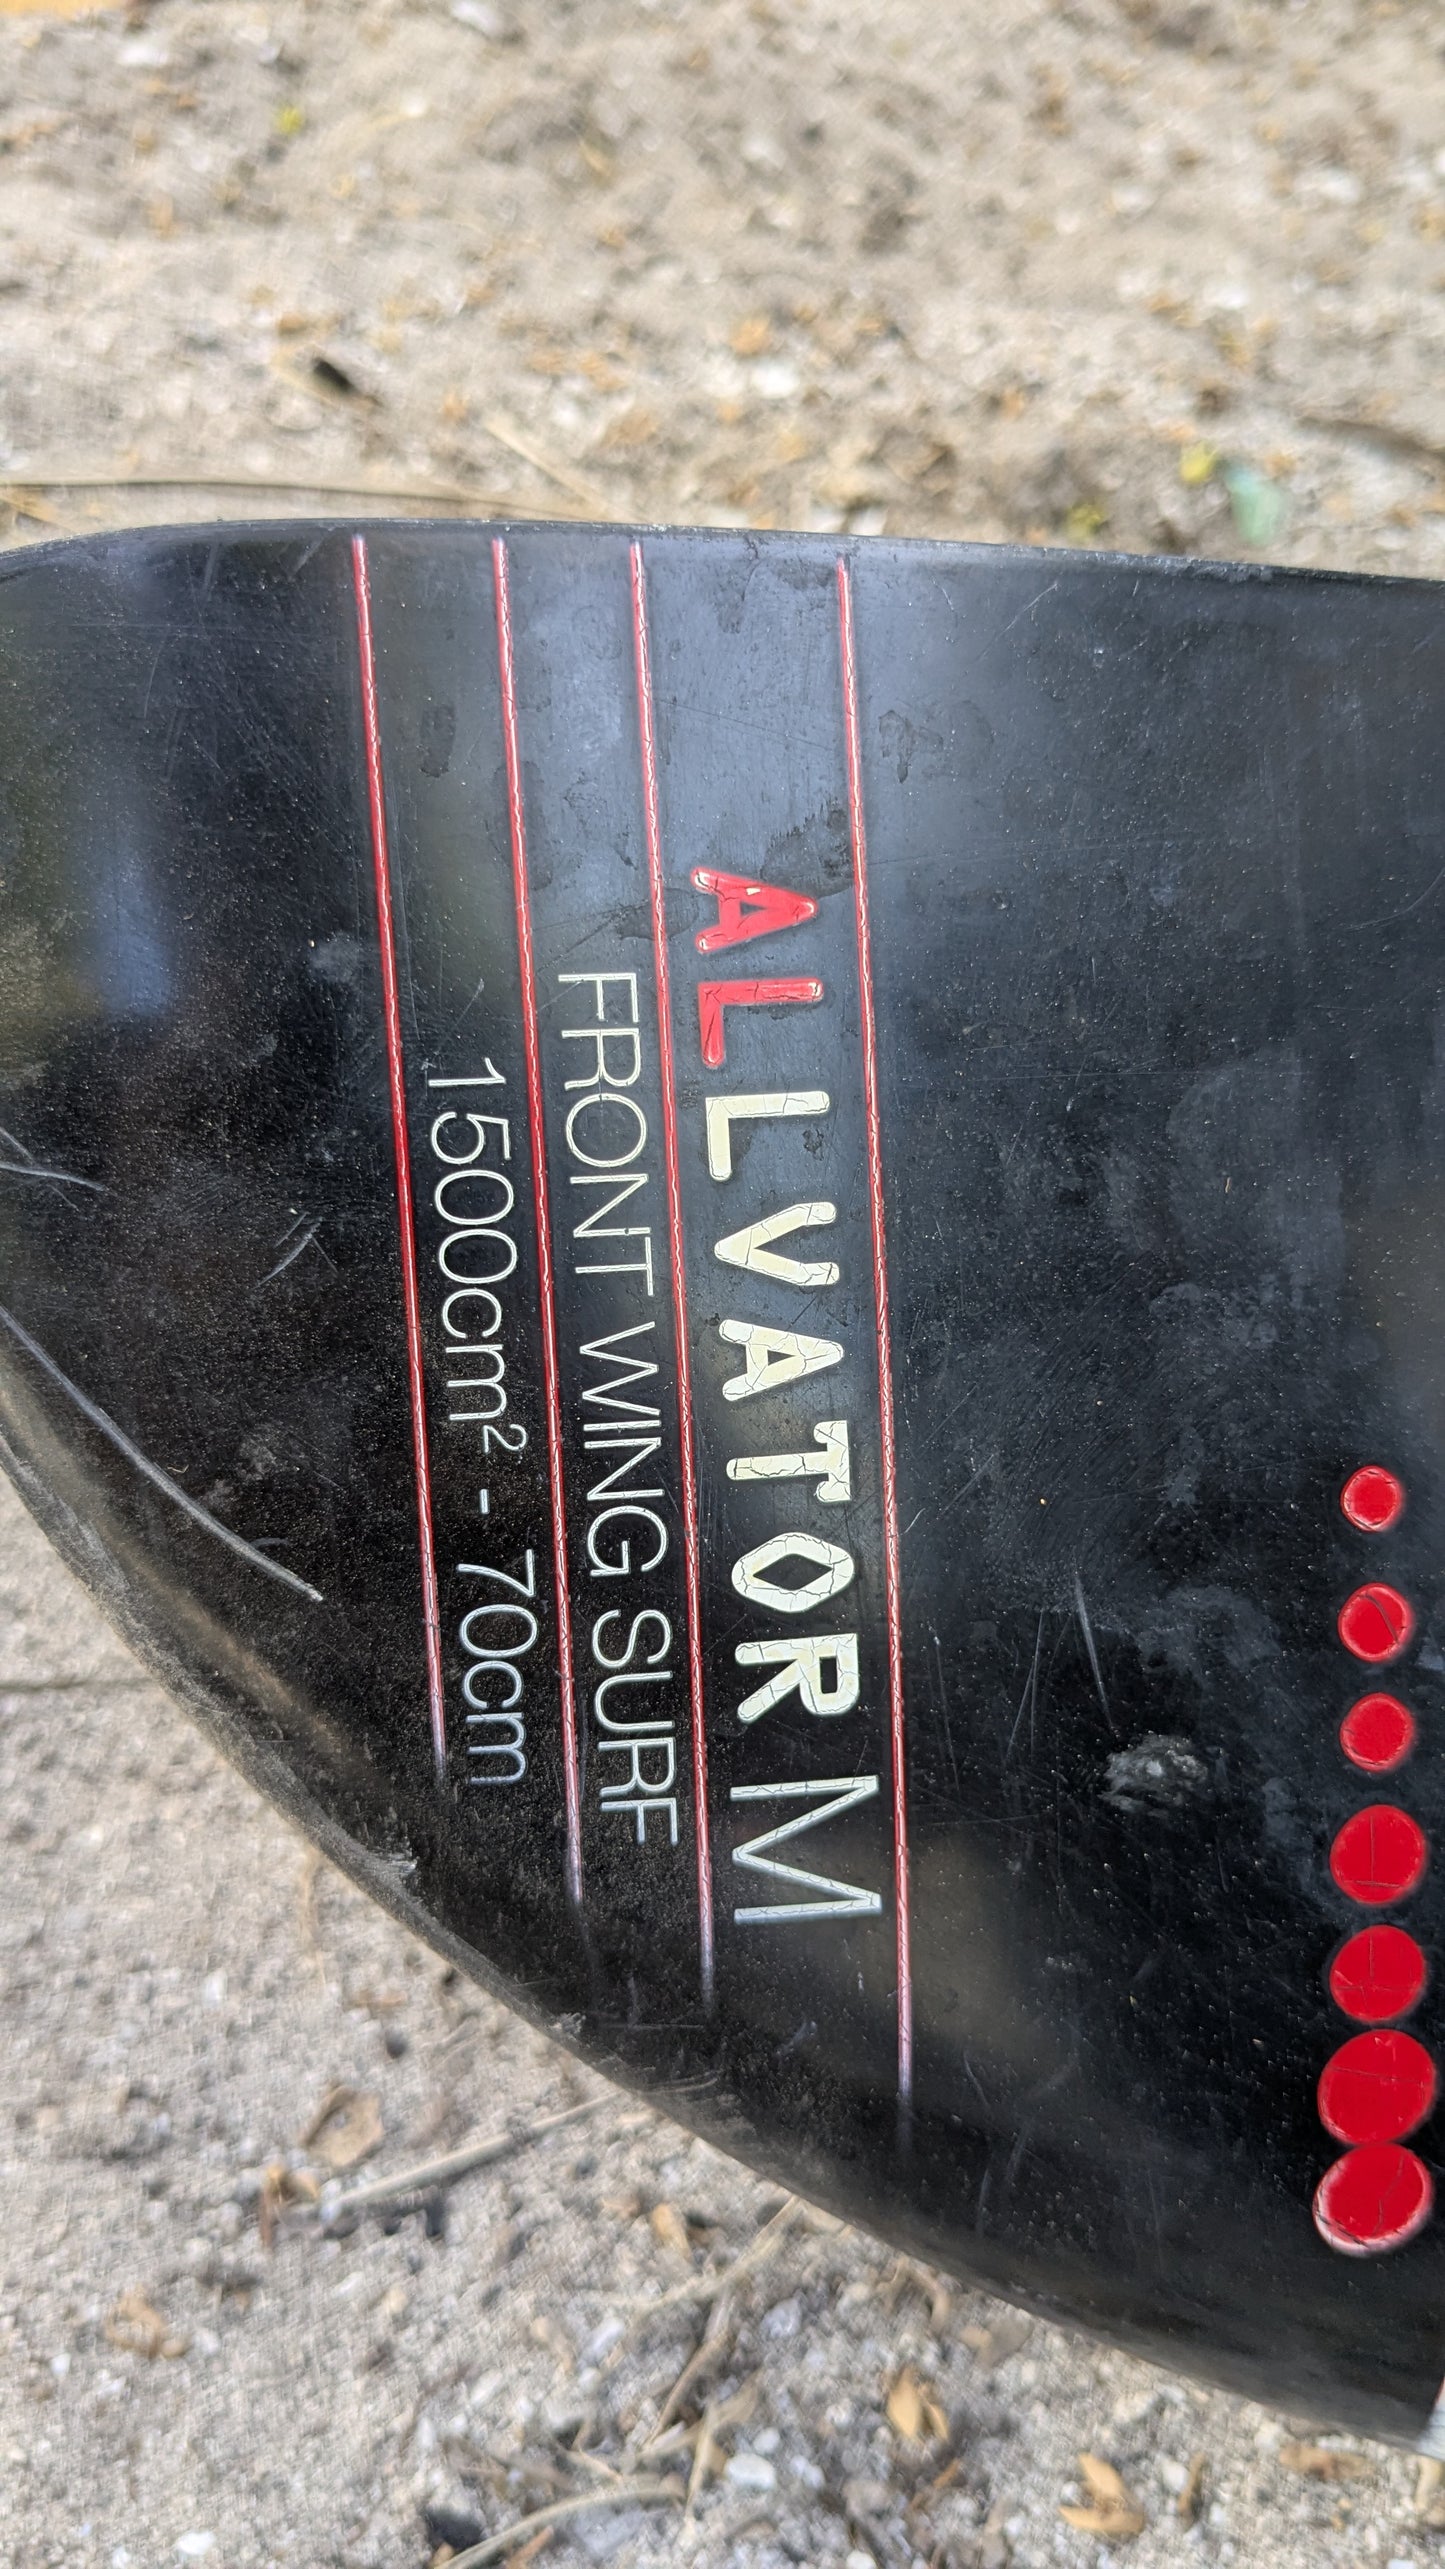 ALLVATOR M
FRONT WING SURF
1500cm² - 70cm